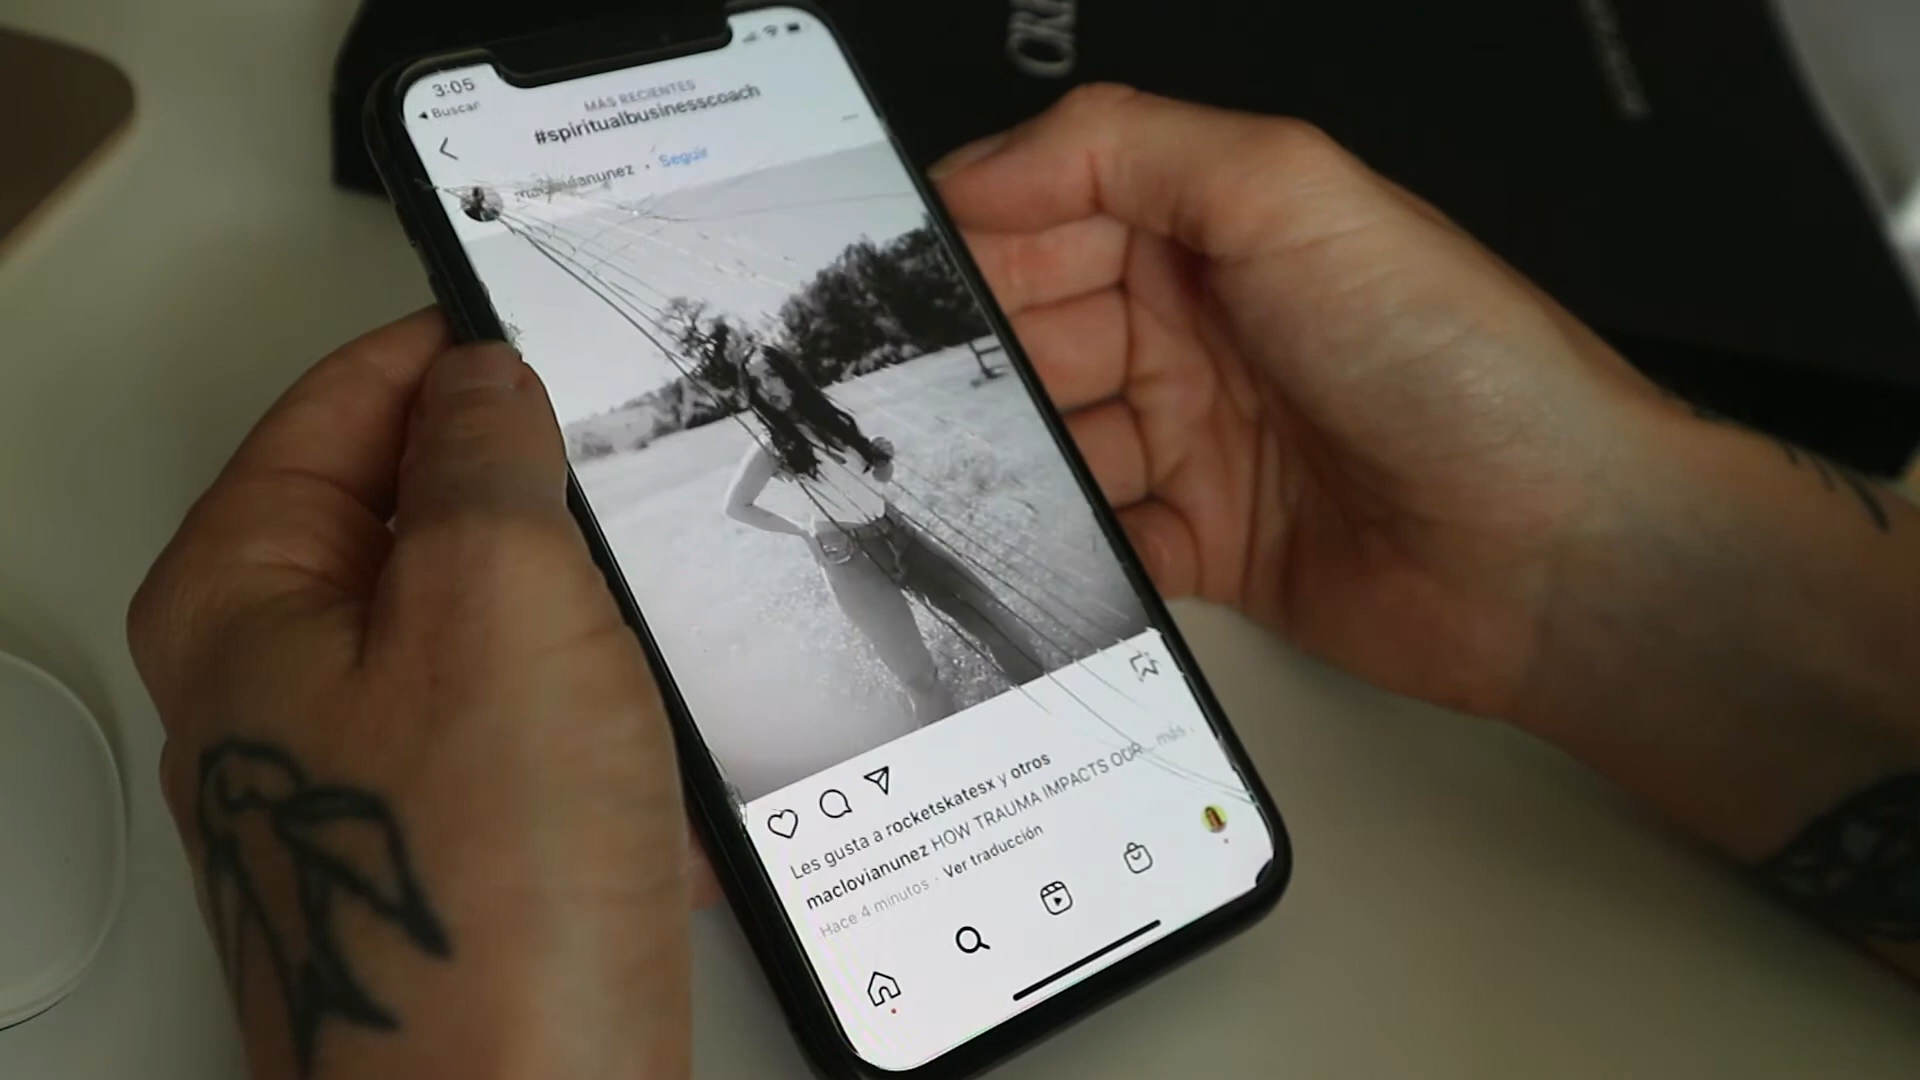 3:05
Buscar
MÁS RECIENTES
#spiritualbusinesscoach
Seguir
Les gusta a rocketskatesx y otros
maclovianunez HOW TRAUMA IMPACTS OUR ... más
Hace 4 minutos · Ver traducción